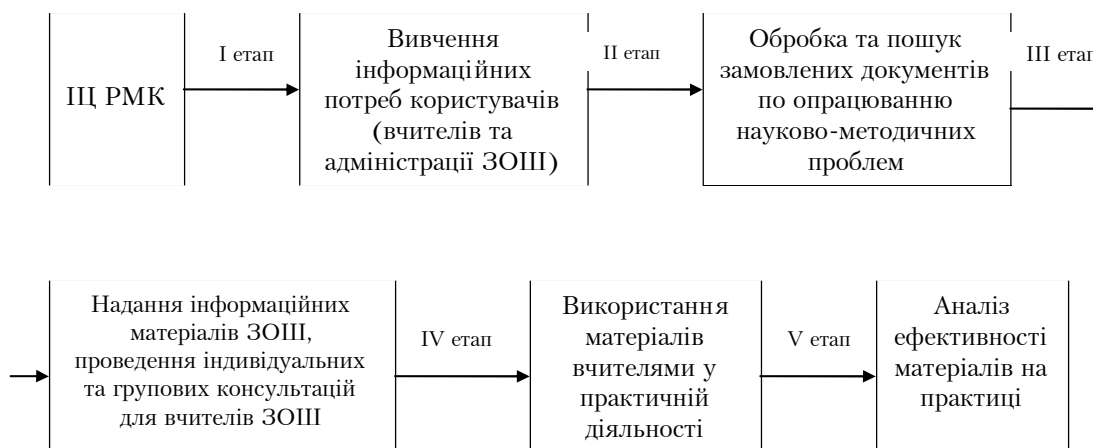 ІЦ РМК
І етап
Вивчення
інформаційних
потреб користувачів
(вчителів та
адміністрації ЗОШ)
ІІ етап
Обробка та пошук
замовлених документів
по опрацюванню
науково-методичних
проблем
ІІІ етап
Надання інформаційних
матеріалів ЗОШ,
проведення індивідуальних
та групових консультацій
для вчителів ЗОШ
IV етап
Використання
матеріалів
вчителями у
практичній
діяльності
V етап
Аналіз
ефективності
матеріалів на
практиці